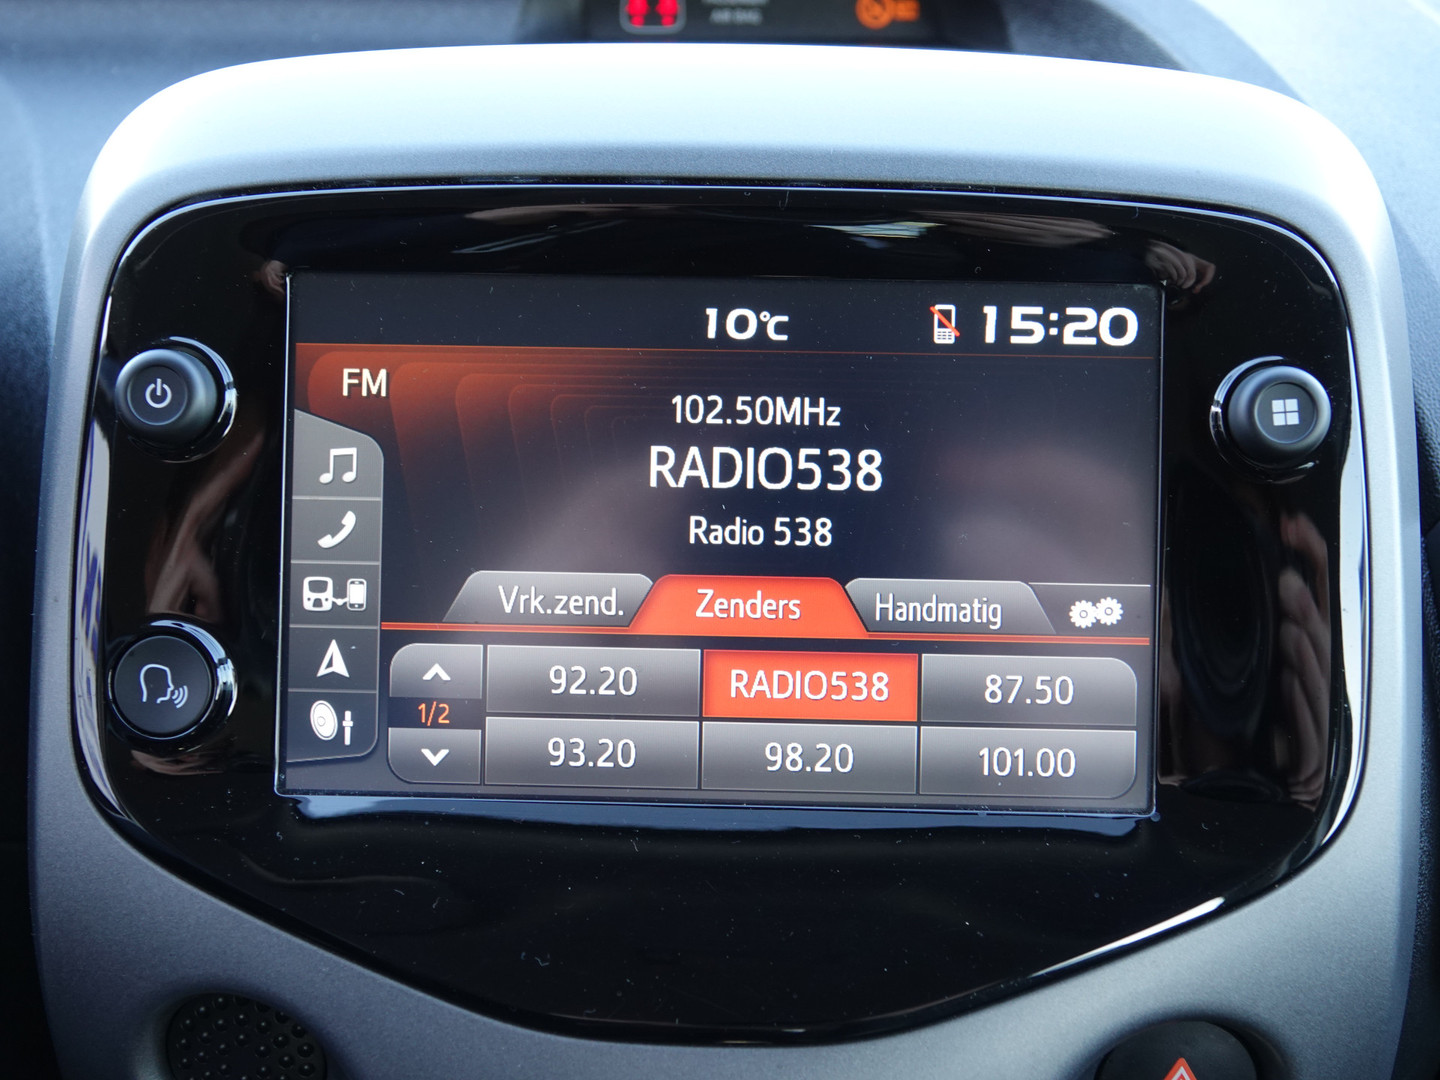 10℃ 15:20
FM
102.50MHz
RADIO538
Radio 538
Vrk.zend. Zenders Handmatig
92.20 RADIO538 87.50
1/2
93.20 98.20 101.00